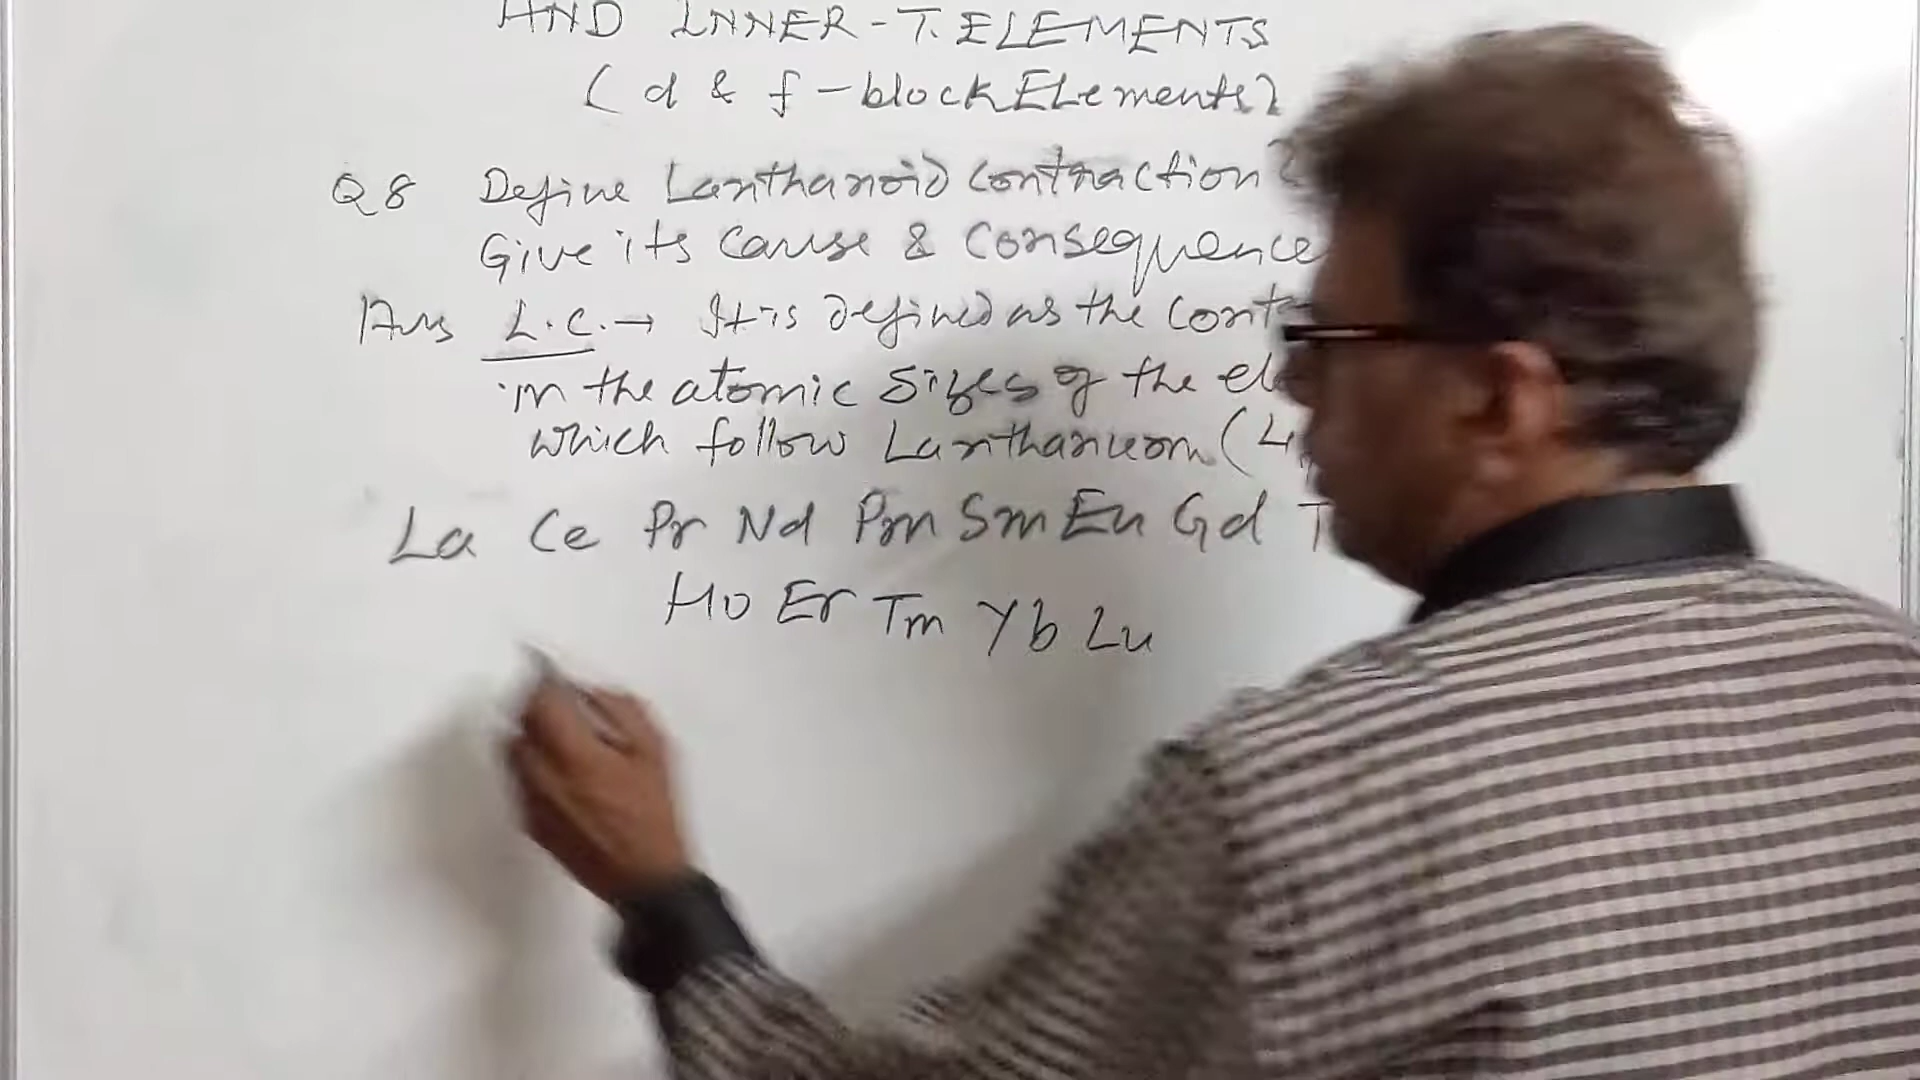 AND INNER-T. ELEMENTS
(d & f-block ELements)
Q8 Define Lanthanoid Contraction?
Give its cause & Consequence
Ans L.C. → It is defined as the Cont
in the atomic sizes of the el
which follow Lanthanum (4
La Ce Pr Nd Pm Sm Eu Gd T
Ho Er Tm Yb Lu